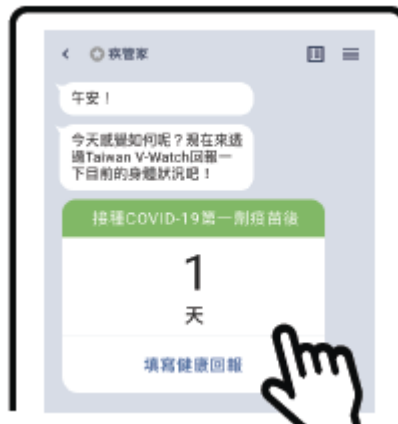 疾管家
午安！
今天感覺如何呢？現在來透
過Taiwan V-Watch回報一
下目前的身體狀況吧！
接種COVID-19第一劑疫苗後
1
天
填寫健康回報